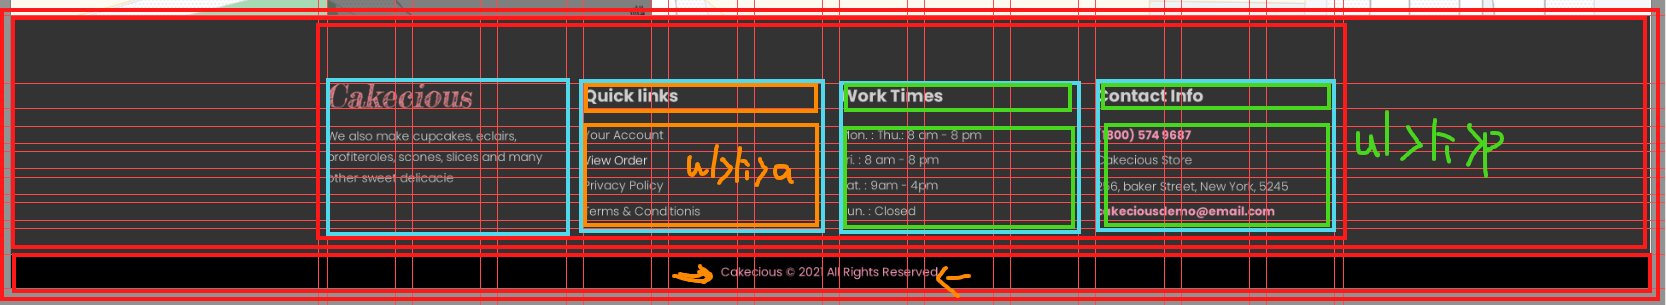 Cakecious
We also make cupcakes, eclairs,
profiteroles, scones, slices and many
other sweet delicacie
Quick links
Your Account
View Order
Privacy Policy
Terms & Conditionis
ul>li>a
Work Times
Mon. : Thu.: 8 am - 8 pm
Fri. : 8 am - 8 pm
Sat. : 9am - 4pm
Sun. : Closed
Contact Info
(1800) 574 9687
Cakecious Store
256, baker Street, New York, 5245
cakeciousdemo@email.com
ul>li>p
Cakecious © 2021 All Rights Reserved